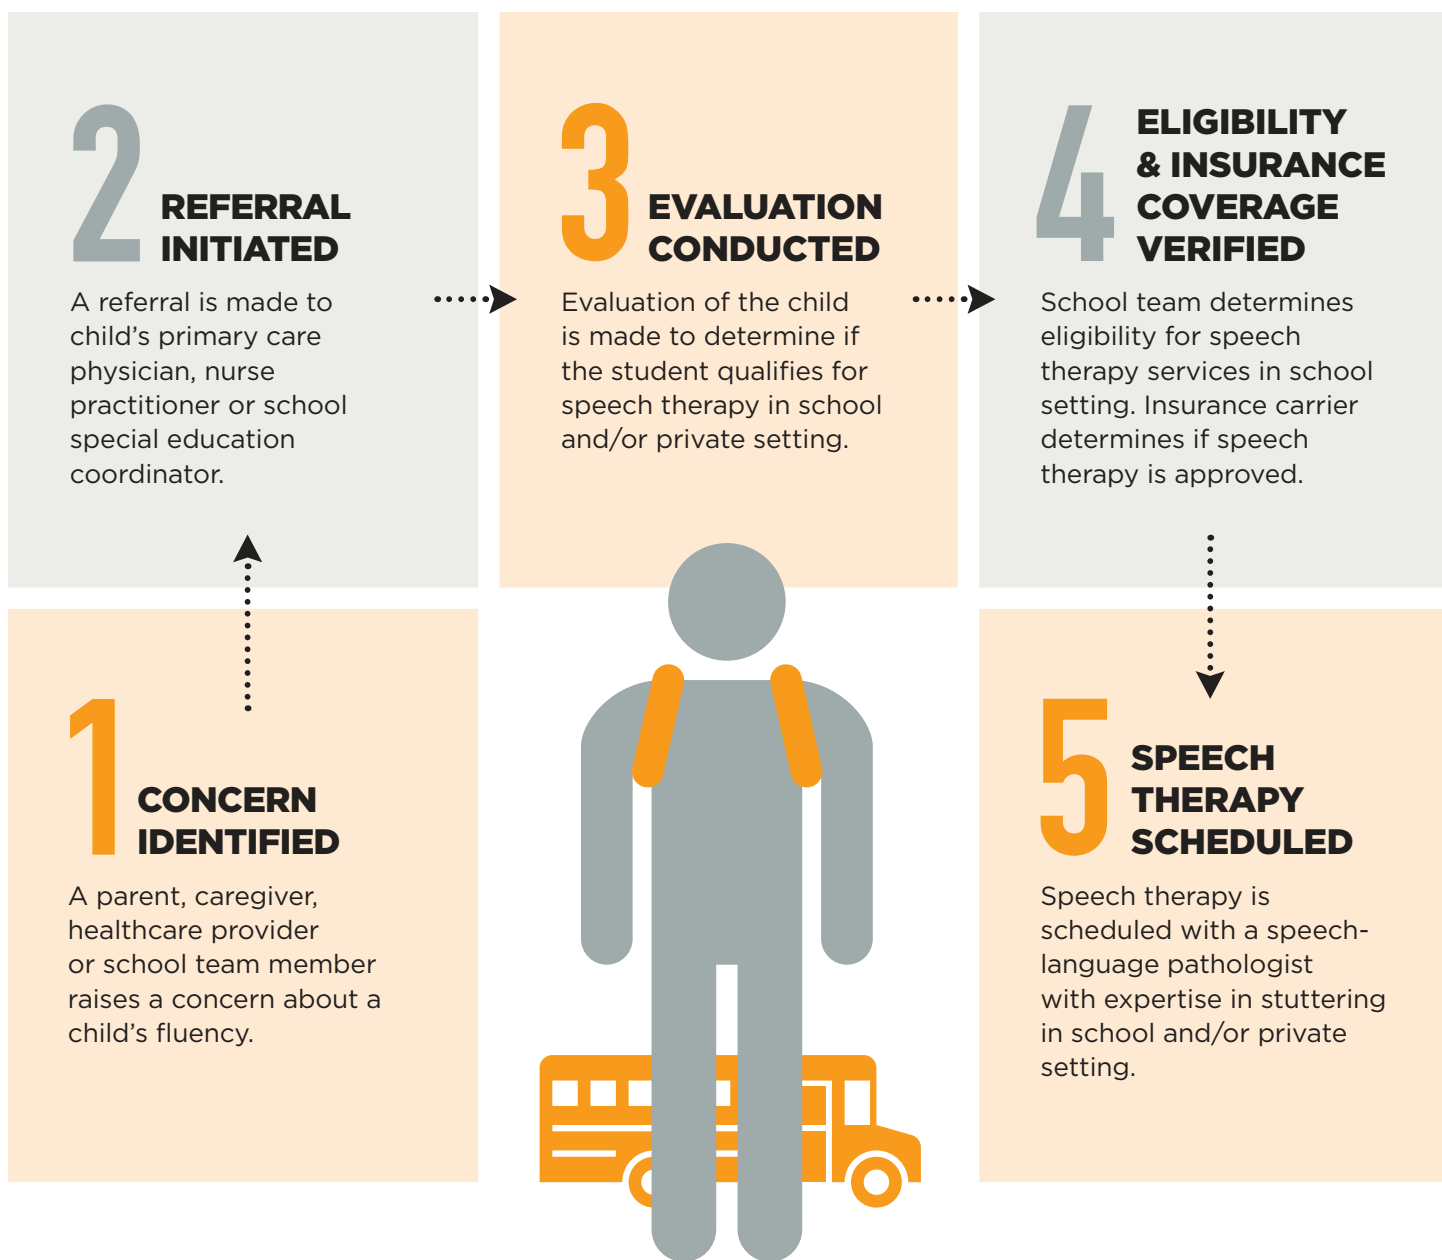 1
CONCERN
IDENTIFIED
A parent, caregiver,
healthcare provider
or school team member
raises a concern about a
child’s fluency.
2
REFERRAL
INITIATED
A referral is made to
child’s primary care
physician, nurse
practitioner or school
special education
coordinator.
3
EVALUATION
CONDUCTED
Evaluation of the child
is made to determine if
the student qualifies for
speech therapy in school
and/or private setting.
4
ELIGIBILITY
& INSURANCE
COVERAGE
VERIFIED
School team determines
eligibility for speech
therapy services in school
setting. Insurance carrier
determines if speech
therapy is approved.
5
SPEECH
THERAPY
SCHEDULED
Speech therapy is
scheduled with a speech-
language pathologist
with expertise in stuttering
in school and/or private
setting.